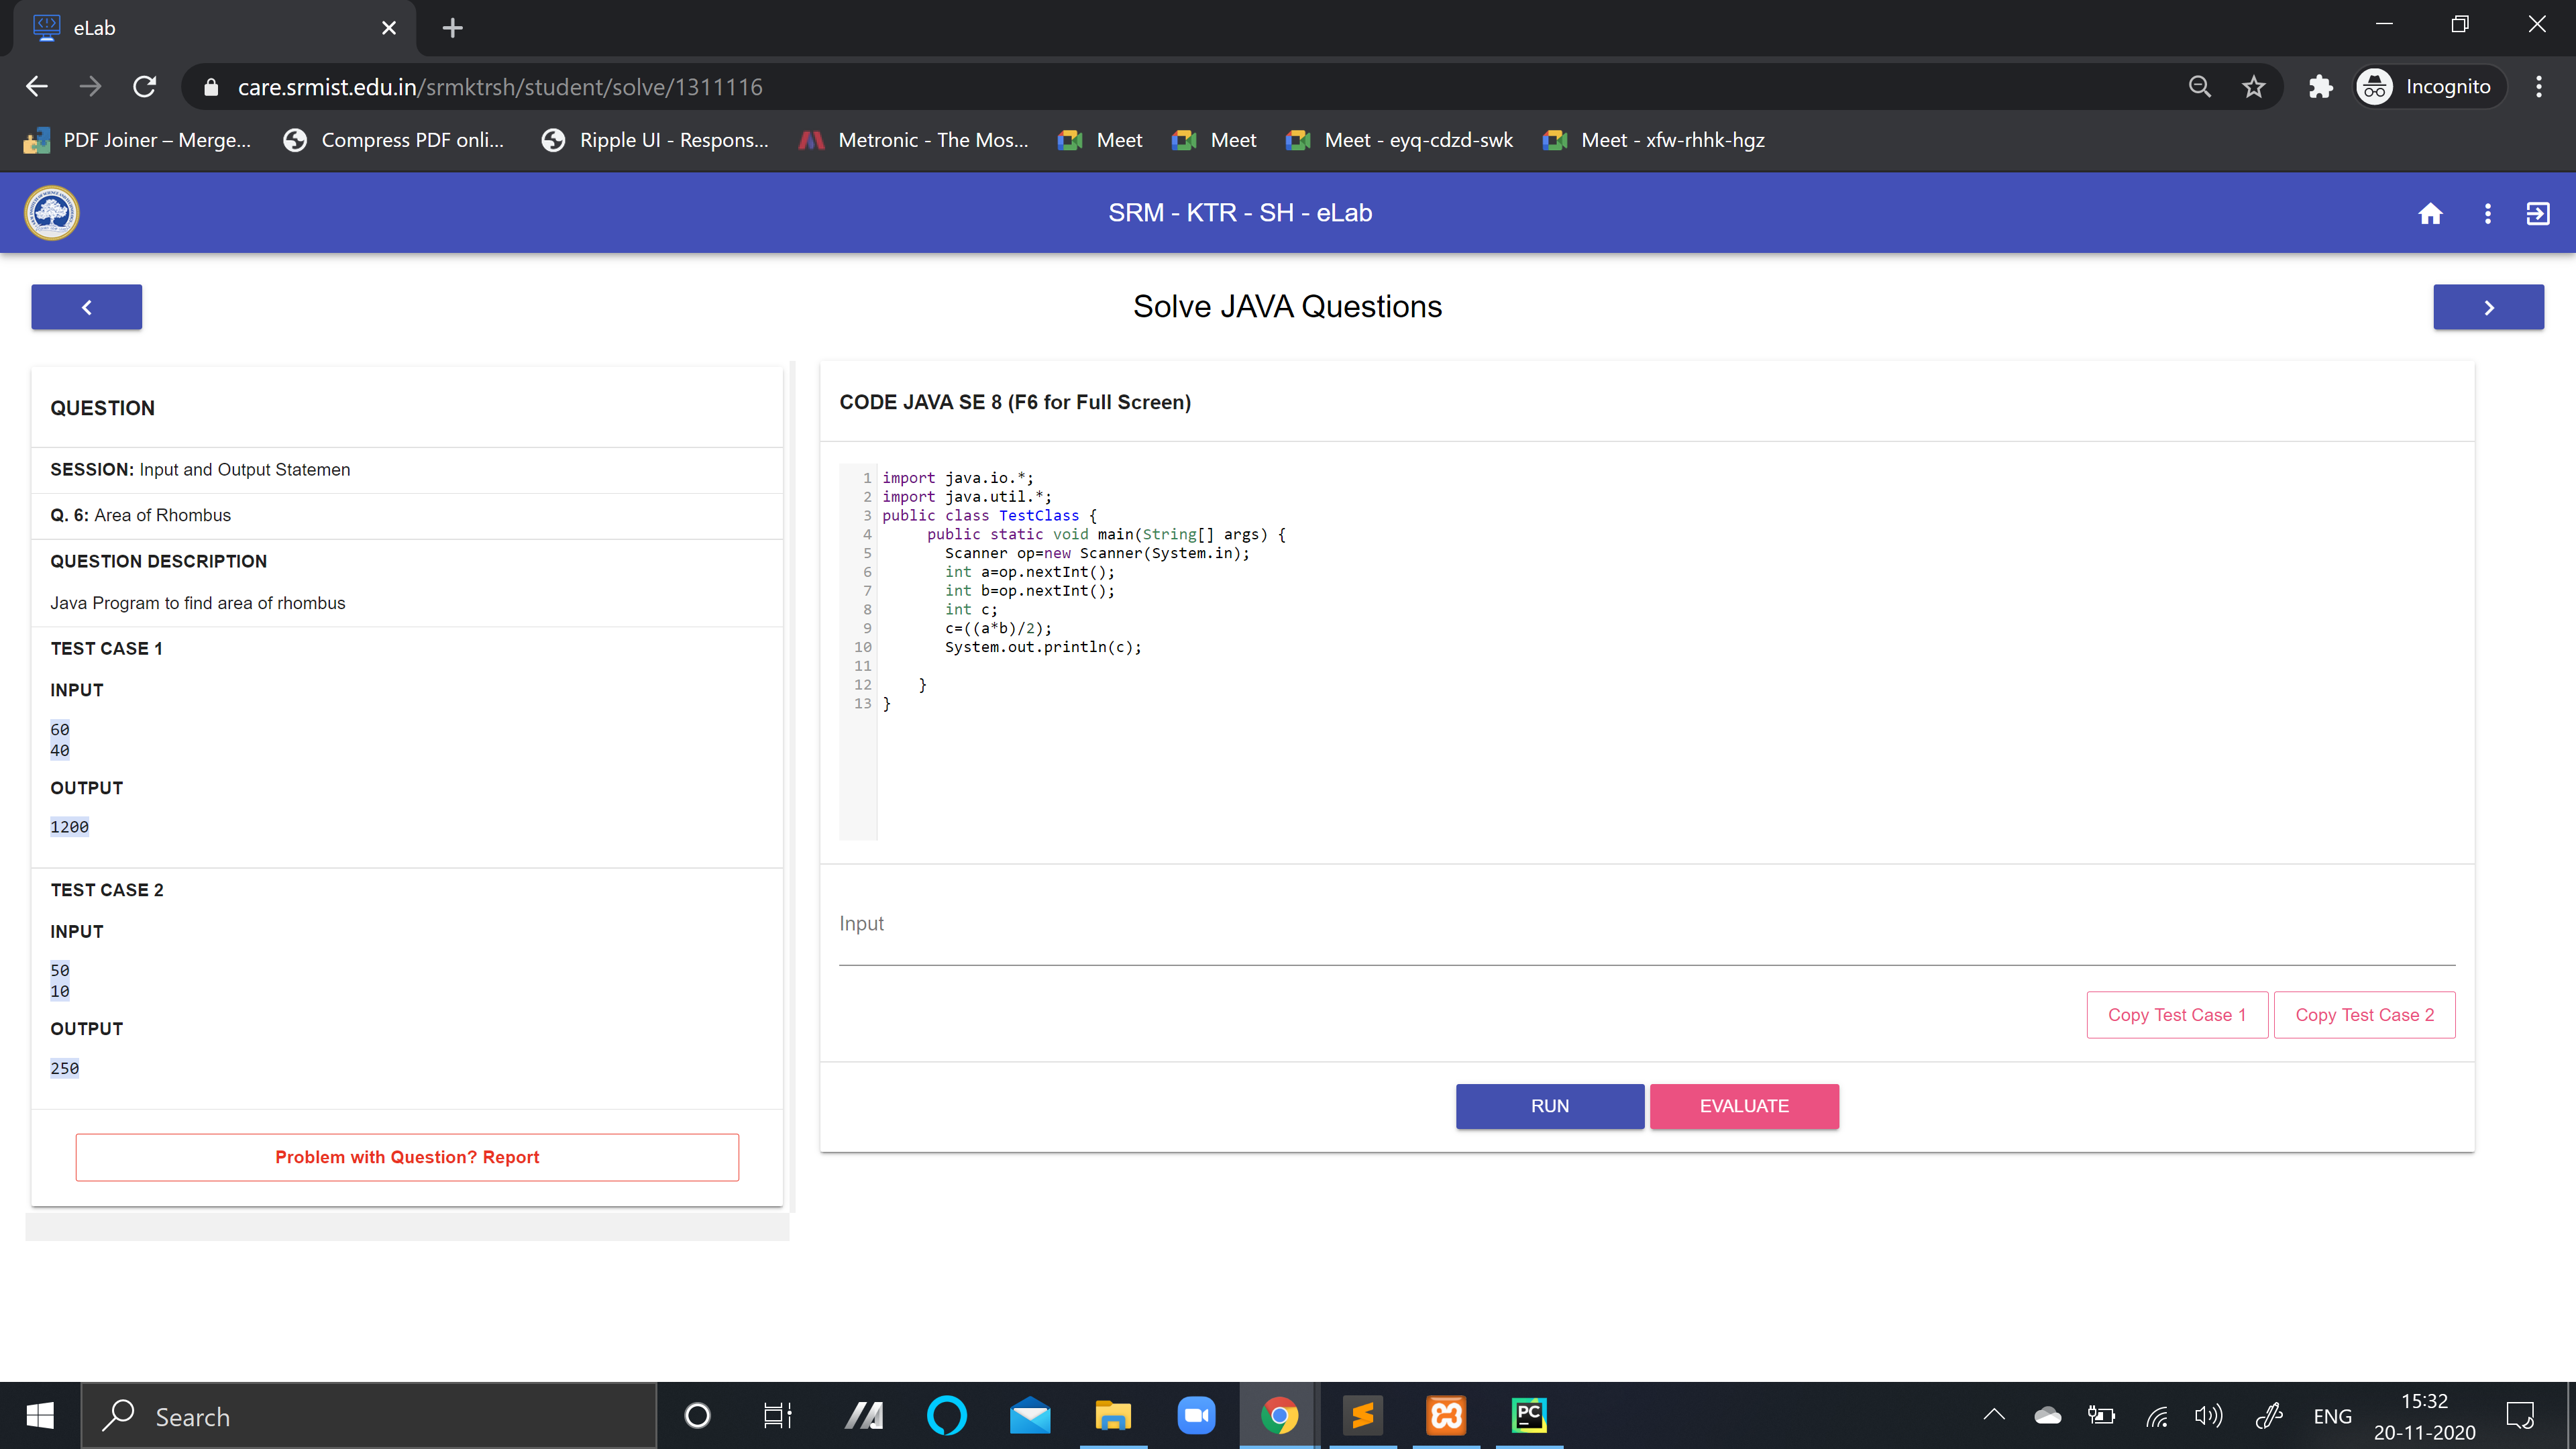 eLab
care.srmist.edu.in/srmktrsh/student/solve/1311116
Incognito
PDF Joiner – Merge...
Compress PDF onli...
Ripple UI - Respons...
Metronic - The Mos...
Meet
Meet
Meet - eyq-cdzd-swk
Meet - xfw-rhhk-hgz
SRM - KTR - SH - eLab
Solve JAVA Questions
QUESTION
SESSION: Input and Output Statemen
Q. 6: Area of Rhombus
QUESTION DESCRIPTION
Java Program to find area of rhombus
TEST CASE 1
INPUT
60
40
OUTPUT
1200
TEST CASE 2
INPUT
50
10
OUTPUT
250
Problem with Question? Report
CODE JAVA SE 8 (F6 for Full Screen)
1 import java.io.*;
2 import java.util.*;
3 public class TestClass {
4 public static void main(String[] args) {
5 Scanner op=new Scanner(System.in);
6 int a=op.nextInt();
7 int b=op.nextInt();
8 int c;
9 c=((a*b)/2);
10 System.out.println(c);
11
12 }
13 }
Input
Copy Test Case 1
Copy Test Case 2
RUN
EVALUATE
Search
PC
ENG
15:32
20-11-2020